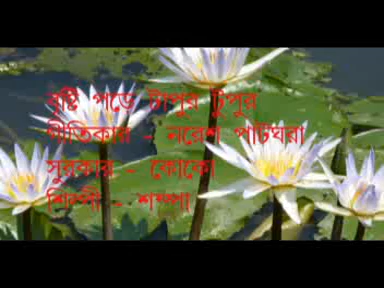 বৃষ্টি পড়ে টাপুর টুপুর
গীতিকার - নরেশ পাটঘরা
সুরকার - কোকো
শিল্পী - শম্পা